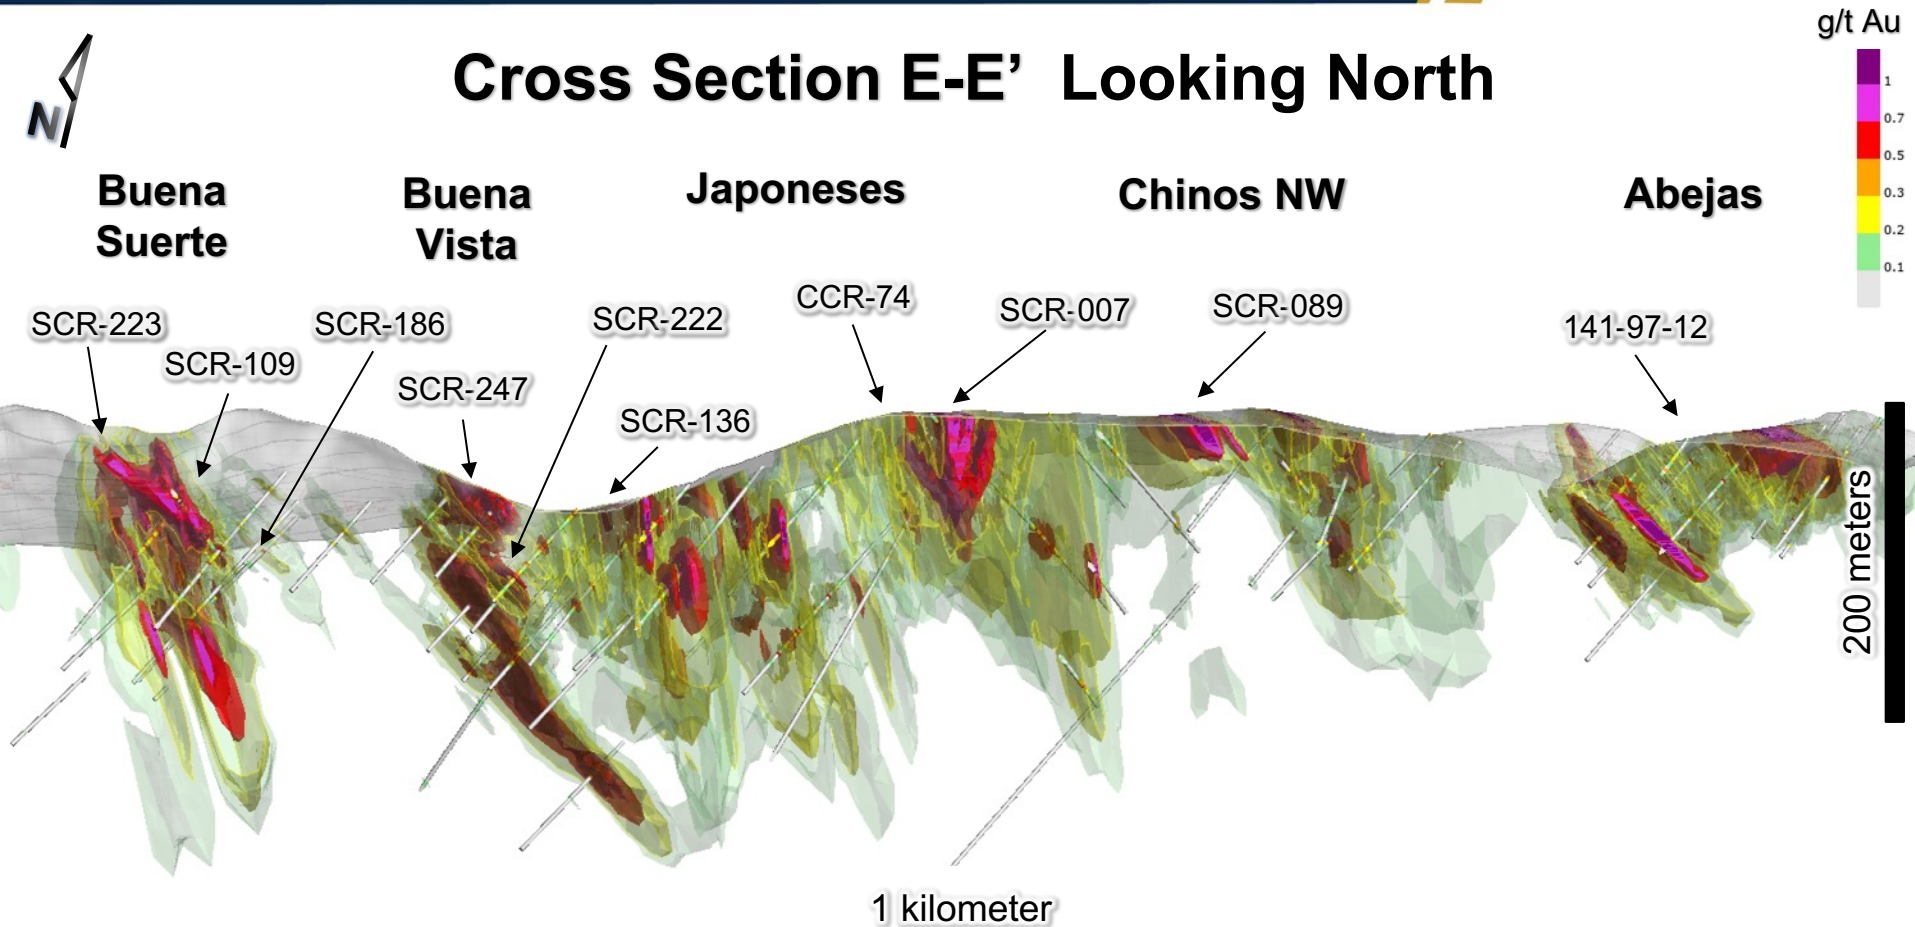 g/t Au
Cross Section E-E’ Looking North
N
1
0.7
0.5
0.3
0.2
0.1
Buena
Suerte
Buena
Vista
Japoneses
Chinos NW
Abejas
SCR-223
SCR-109
SCR-186
SCR-247
SCR-222
SCR-136
CCR-74
SCR-007
SCR-089
141-97-12
200 meters
1 kilometer